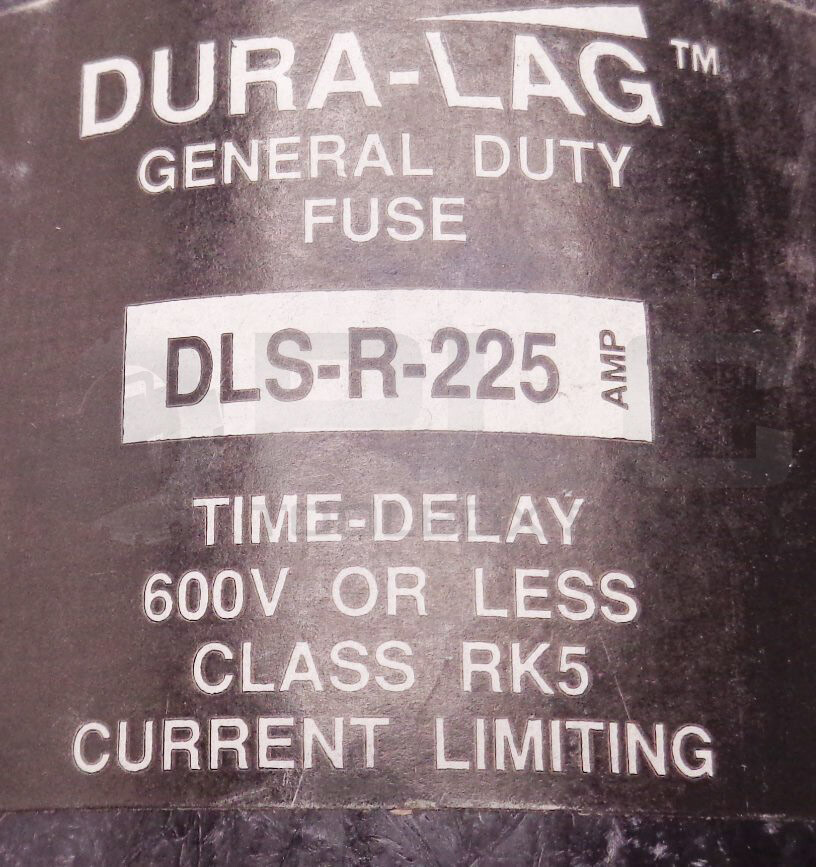 DURA-LAG™
GENERAL DUTY
FUSE
DLS-R-225 AMP
TIME-DELAY
600V OR LESS
CLASS RK5
CURRENT LIMITING